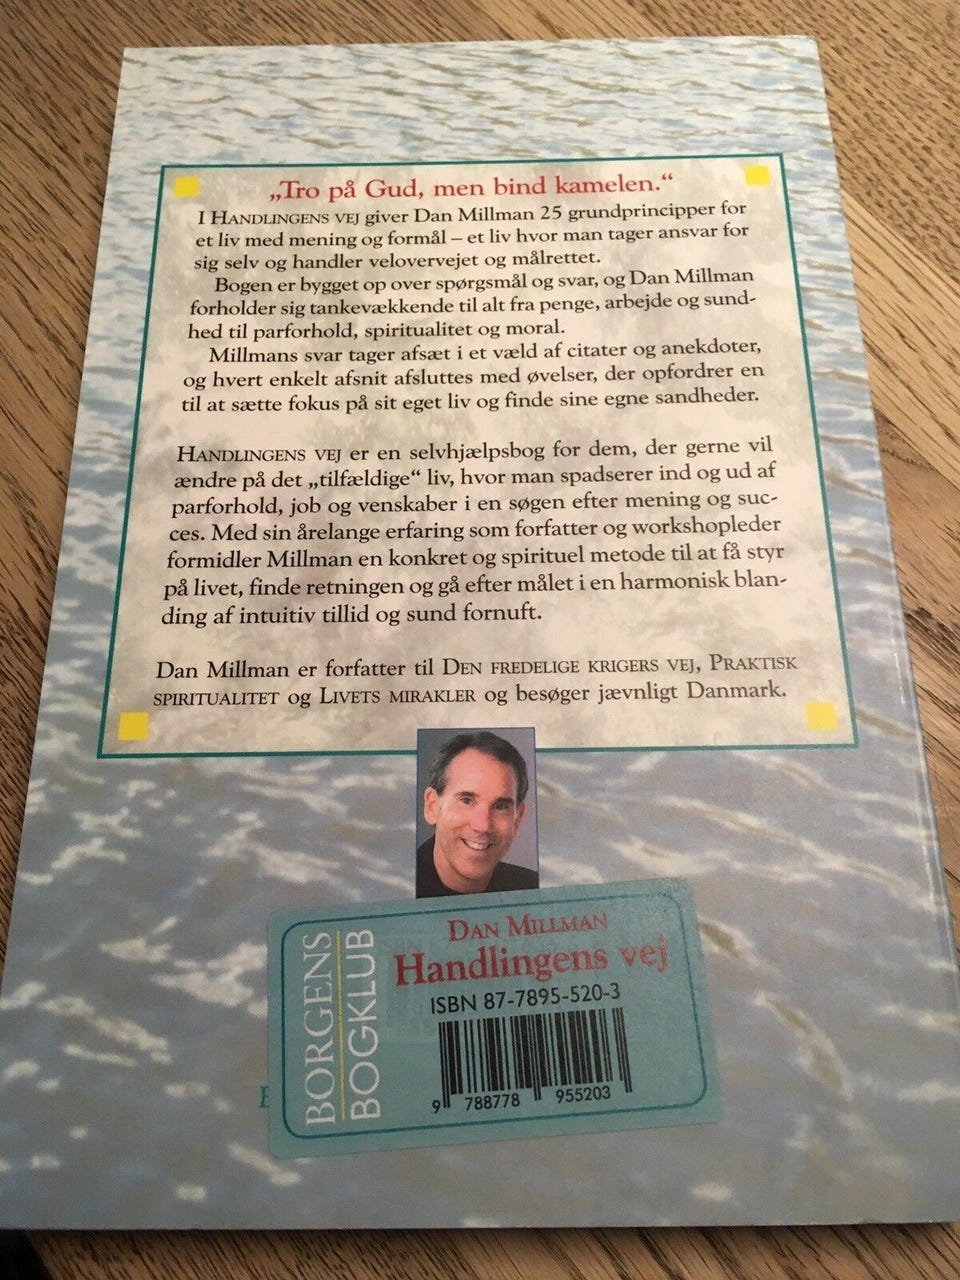 „Tro på Gud, men bind kamelen.“
I HANDLINGENS VEJ giver Dan Millman 25 grundprincipper for
et liv med mening og formål – et liv hvor man tager ansvar for
sig selv og handler velovervejet og målrettet.
Bogen er bygget op over spørgsmål og svar, og Dan Millman
forholder sig tankevækkende til alt fra penge, arbejde og sund-
hed til parforhold, spiritualitet og moral.
Millmans svar tager afsæt i et væld af citater og anekdoter,
og hvert enkelt afsnit afsluttes med øvelser, der opfordrer en
til at sætte fokus på sit eget liv og finde sine egne sandheder.
HANDLINGENS VEJ er en selvhjælpsbog for dem, der gerne vil
ændre på det „tilfældige“ liv, hvor man spadserer ind og ud af
parforhold, job og venskaber i en søgen efter mening og suc-
ces. Med sin årelange erfaring som forfatter og workshopleder
formidler Millman en konkret og spirituel metode til at få styr
på livet, finde retningen og gå efter målet i en harmonisk blan-
ding af intuitiv tillid og sund fornuft.
Dan Millman er forfatter til DEN FREDELIGE KRIGERS VEJ, PRAKTISK
SPIRITUALITET og LIVETS MIRAKLER og besøger jævnligt Danmark.
BORGENS
BOGKLUB
DAN MILLMAN
Handlingens vej
ISBN 87-7895-520-3
9 788778 955203